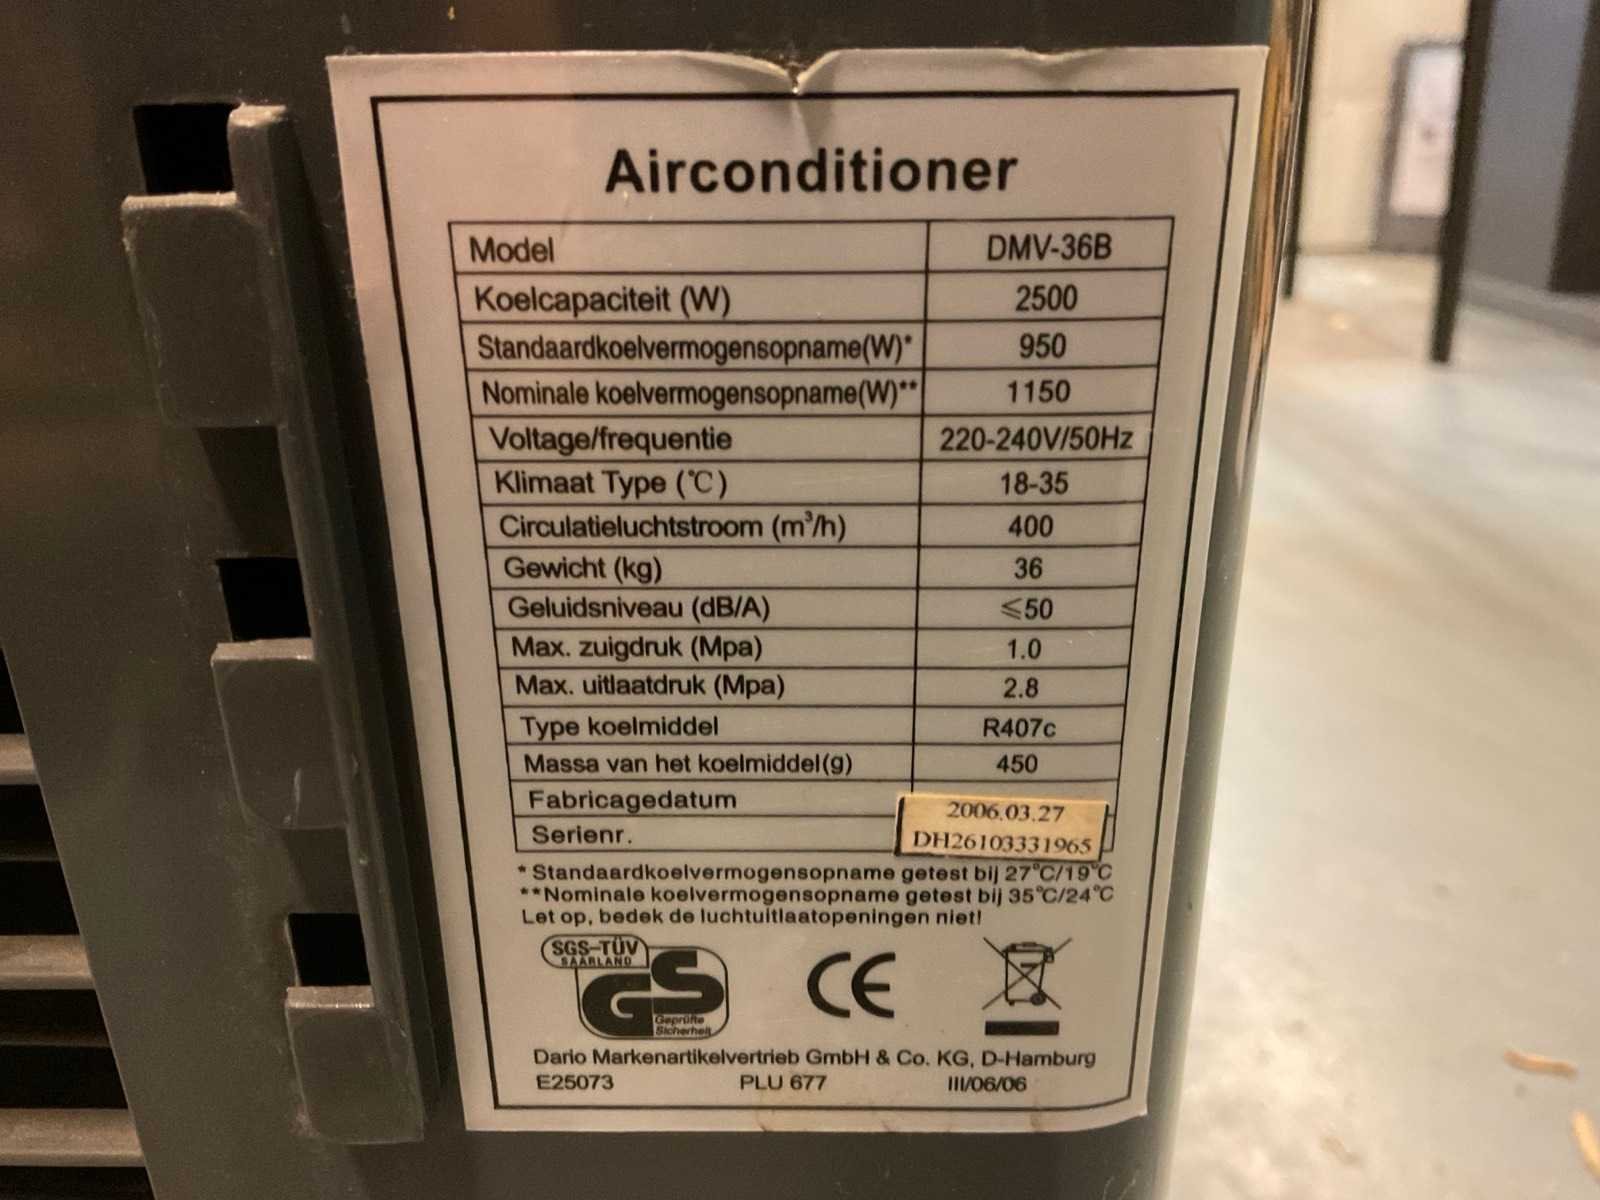 Airconditioner
Model DMV-36B
Koelcapaciteit (W) 2500
Standaardkoelvermogensopname(W)* 950
Nominale koelvermogensopname(W)** 1150
Voltage/frequentie 220-240V/50Hz
Klimaat Type (℃) 18-35
Circulatieluchtstroom (m³/h) 400
Gewicht (kg) 36
Geluidsniveau (dB/A) ≤50
Max. zuigdruk (Mpa) 1.0
Max. uitlaatdruk (Mpa) 2.8
Type koelmiddel R407c
Massa van het koelmiddel(g) 450
Fabricagedatum 2006.03.27
Serienr. DH26103331965
* Standaardkoelvermogensopname getest bij 27℃/19℃
**Nominale koelvermogensopname getest bij 35℃/24℃
Let op, bedek de luchtuitlaatopeningen niet!
SGS-TÜV
SAARLAND
GS
Geprüfte
Sicherheit
CE
Dario Markenartikelvertrieb GmbH & Co. KG, D-Hamburg
E25073 PLU 677 III/06/06